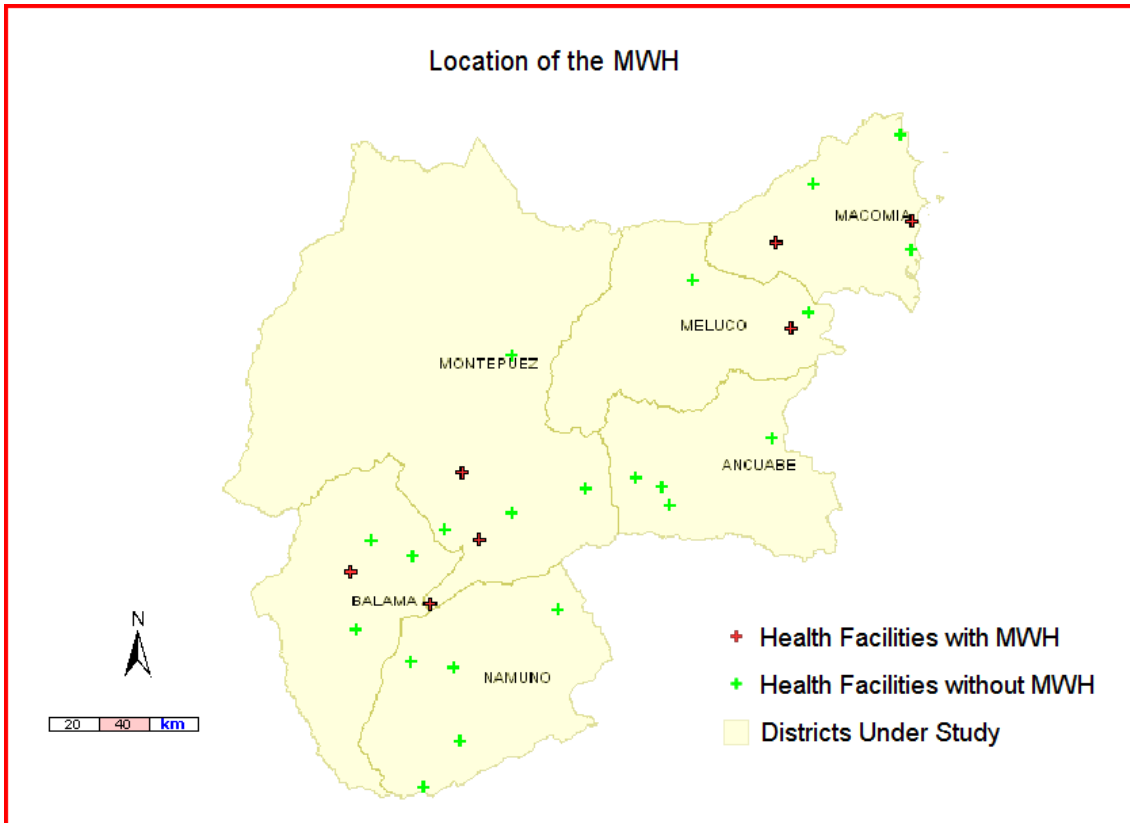 Location of the MWH
MACOMIA
MELUCO
MONTEPUEZ
ANCUABE
BALAMA
NAMUNO
N
20 40 km
Health Facilities with MWH
Health Facilities without MWH
Districts Under Study